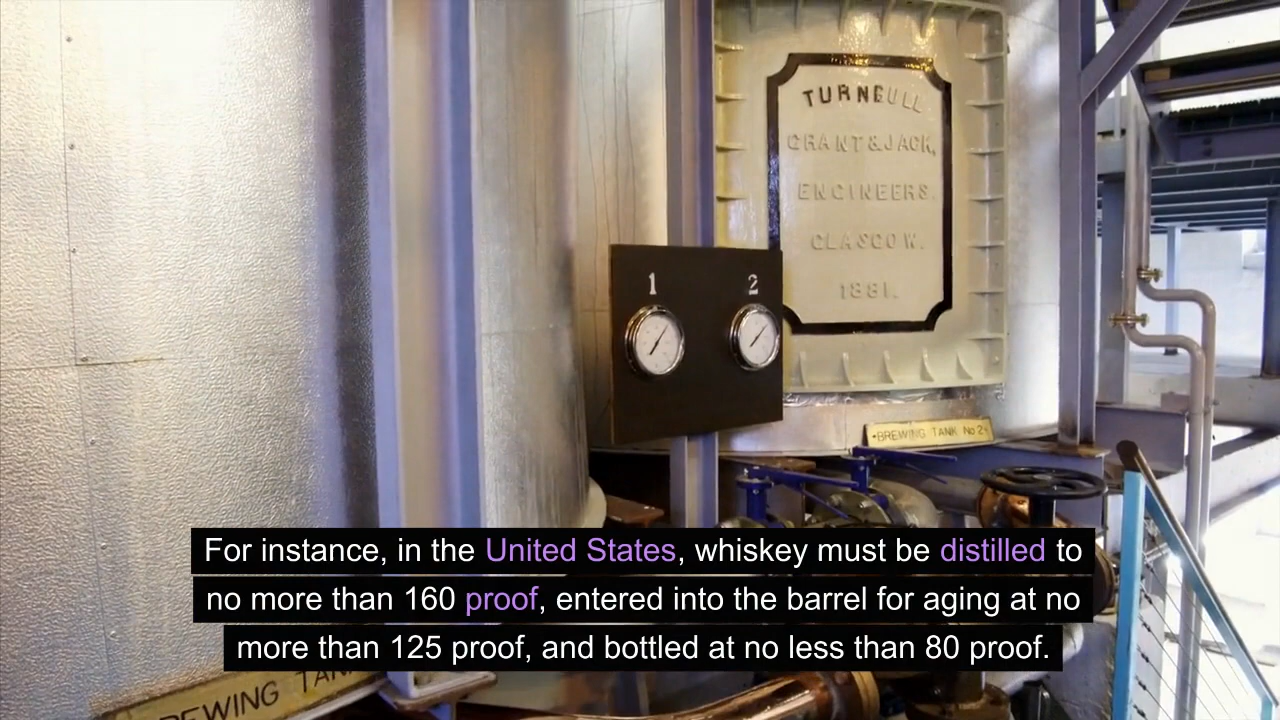 TURNBULL
GRANT & JACK,
ENGINEERS.
GLASGOW.
1881.
1 2
BREWING TANK No 2
For instance, in the United States, whiskey must be distilled to
no more than 160 proof, entered into the barrel for aging at no
more than 125 proof, and bottled at no less than 80 proof.
BREWING TAN